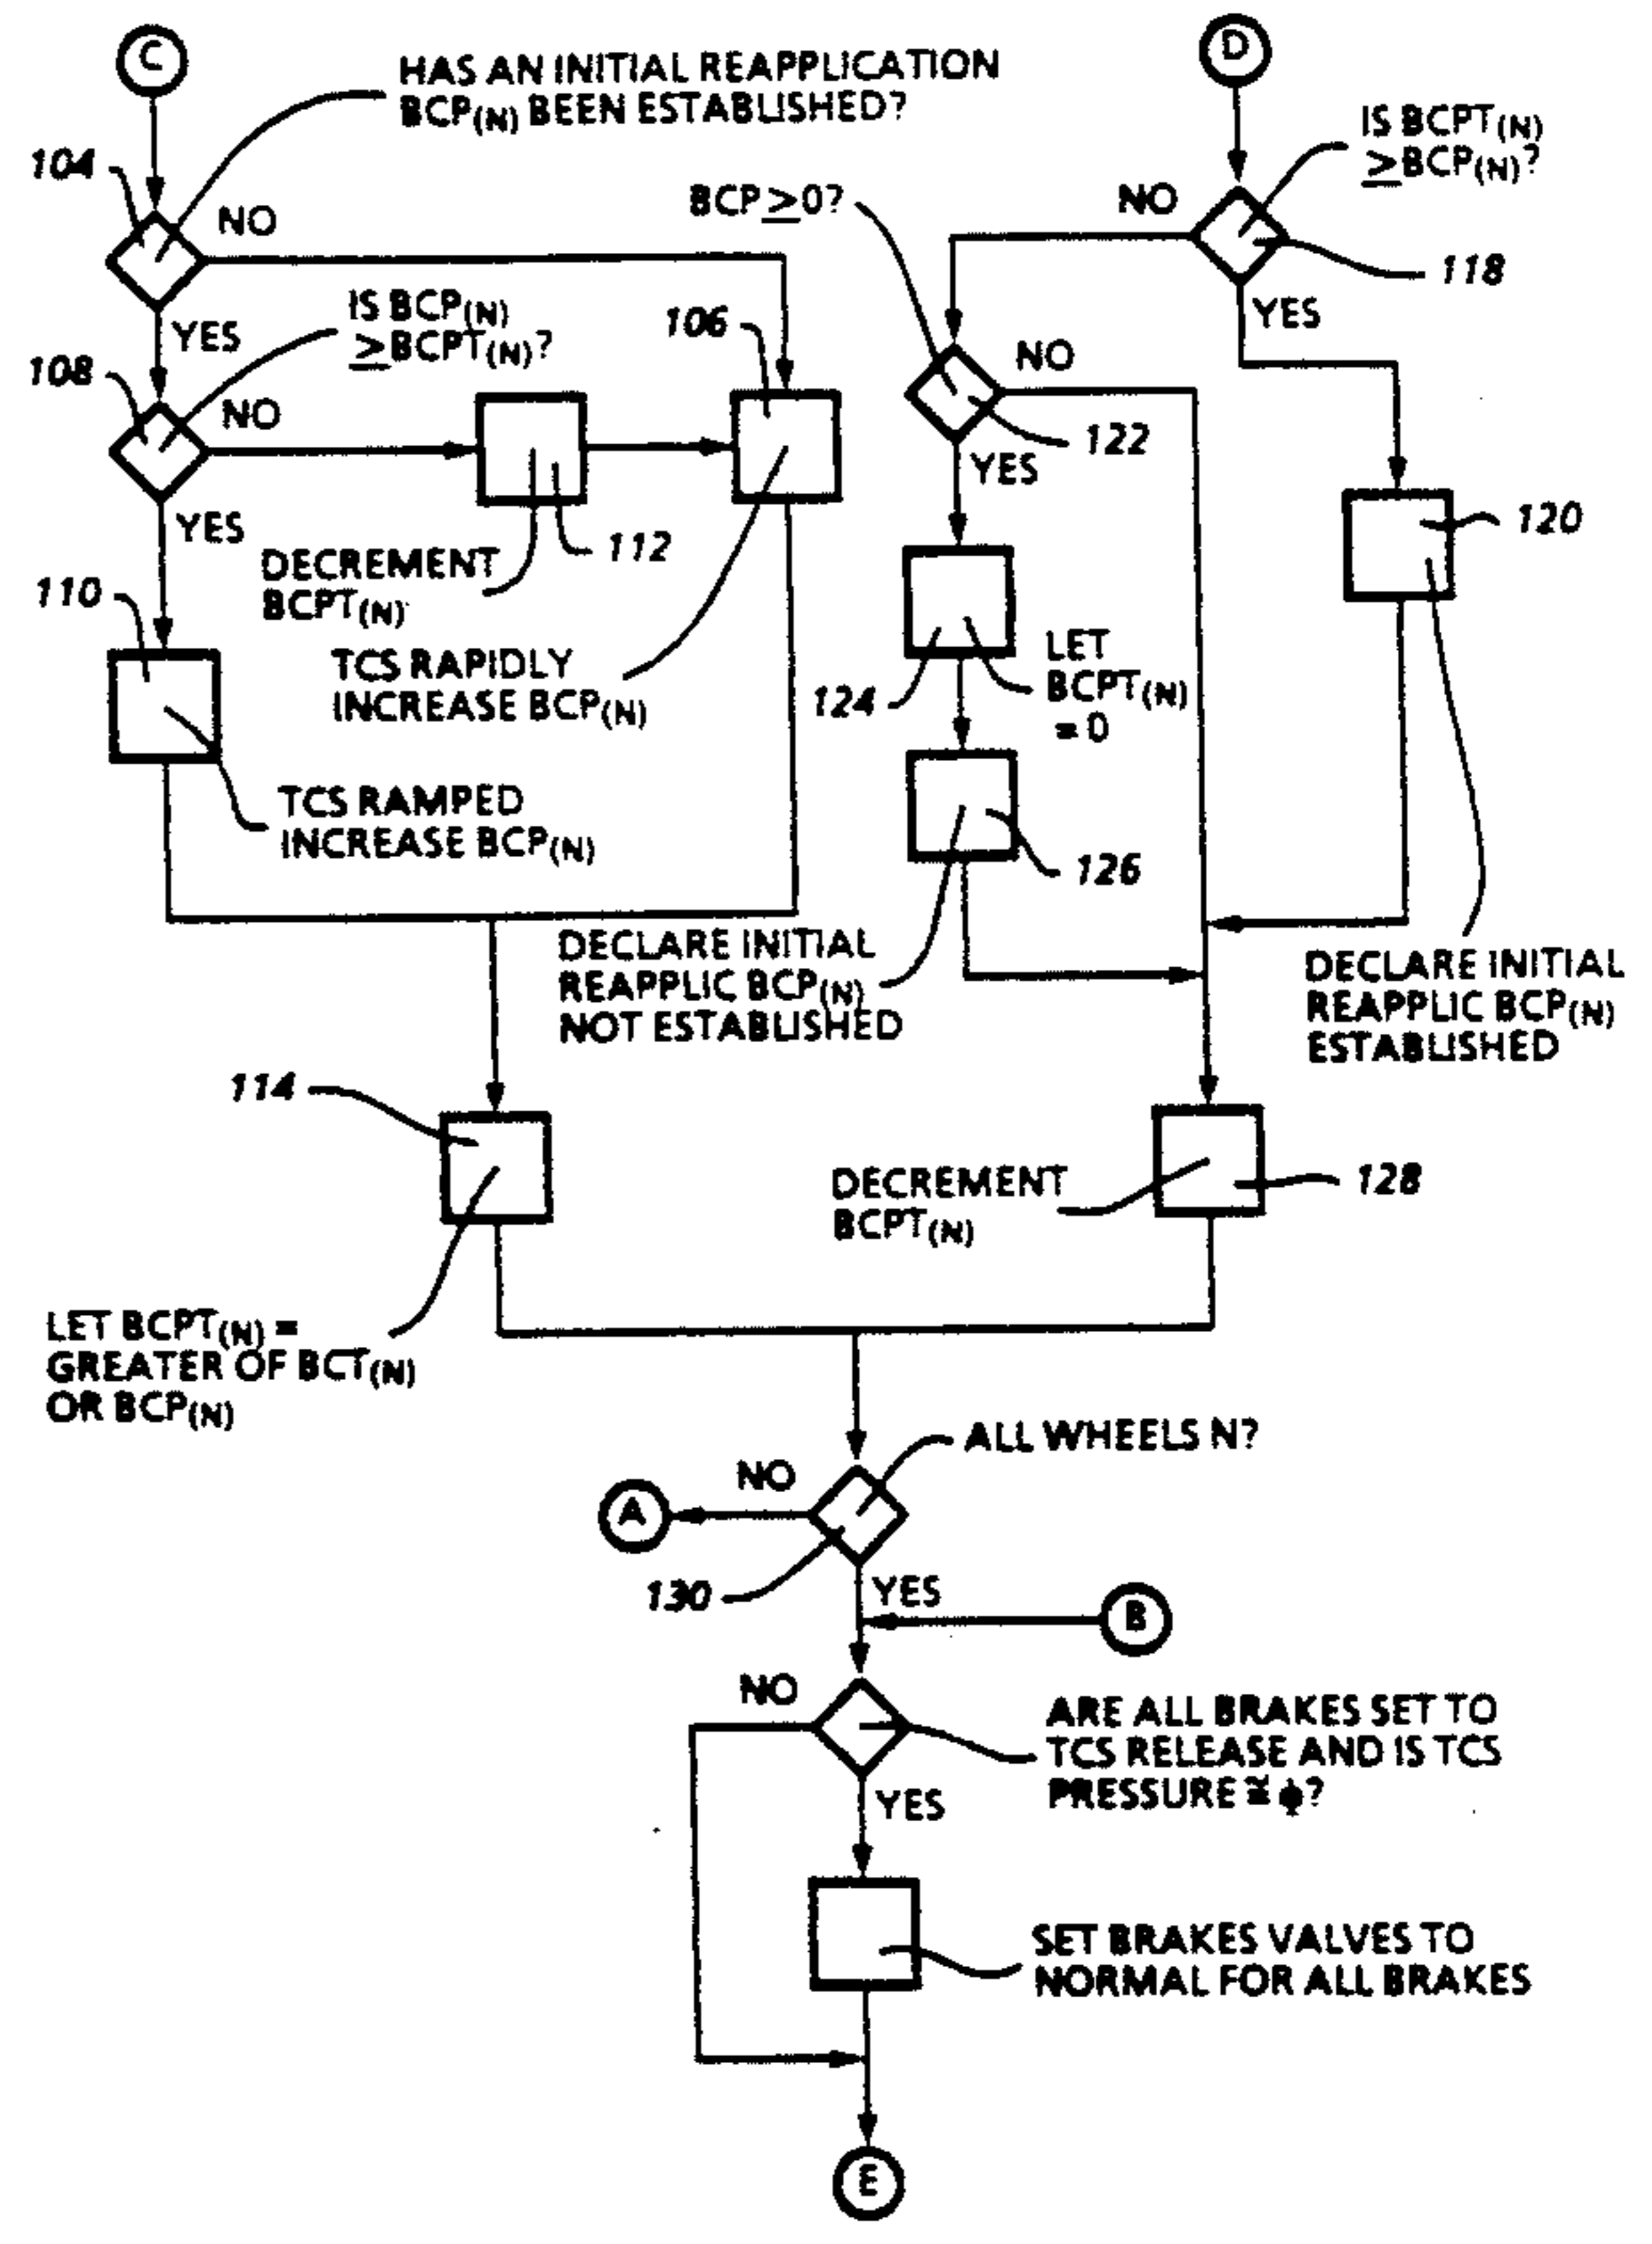 C
HAS AN INITIAL REAPPLICATION
BCP(N) BEEN ESTABLISHED?
D
IS BCPT(N)
≥BCP(N)?
104
NO
BCP≥0?
NO
118
YES
IS BCP(N)
≥BCPT(N)?
106
YES
108
NO
NO
122
YES
YES
DECREMENT
BCPT(N)
112
120
110
TCS RAPIDLY
INCREASE BCP(N)
124
LET
BCPT(N)
= 0
TCS RAMPED
INCREASE BCP(N)
126
DECLARE INITIAL
REAPPLIC BCP(N)
NOT ESTABLISHED
DECLARE INITIAL
REAPPLIC BCP(N)
ESTABLISHED
114
DECREMENT
BCPT(N)
128
LET BCPT(N) =
GREATER OF BCT(N)
OR BCP(N)
ALL WHEELS N?
NO
A
130
YES
B
NO
ARE ALL BRAKES SET TO
TCS RELEASE AND IS TCS
PRESSURE ≅ ϕ?
YES
SET BRAKES VALVES TO
NORMAL FOR ALL BRAKES
E